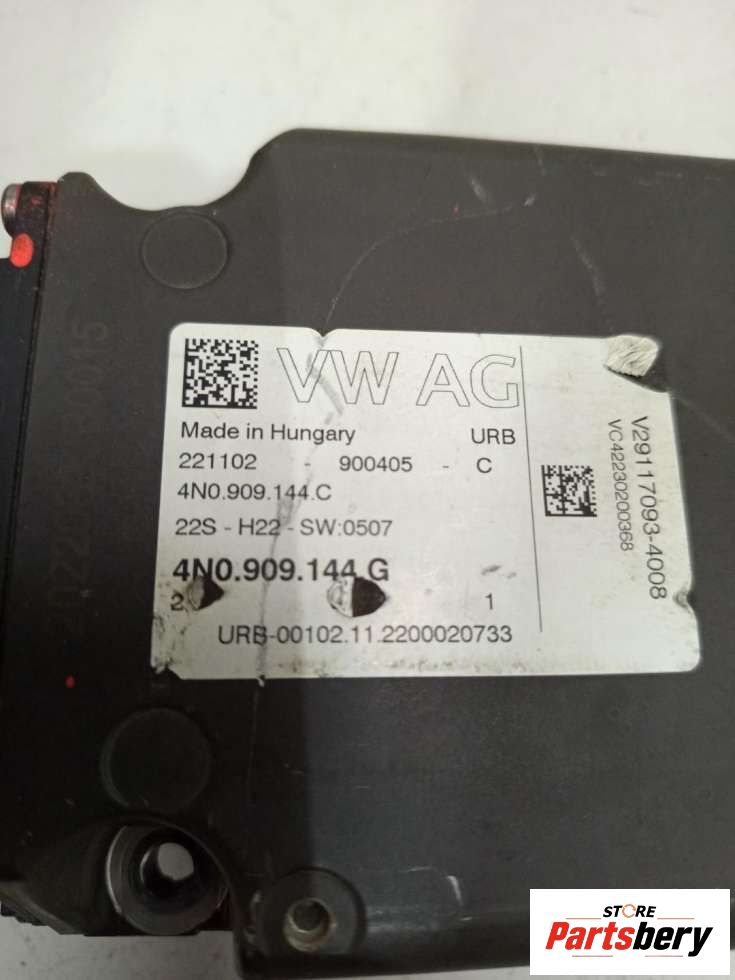 VW AG
Made in Hungary URB
221102 - 900405 - C
4N0.909.144.C
22S - H22 - SW:0507
4N0.909.144.G
2 1
URB-00102.11.2200020733
V29117093-4008
VC42230200368
STORE
Partsbery